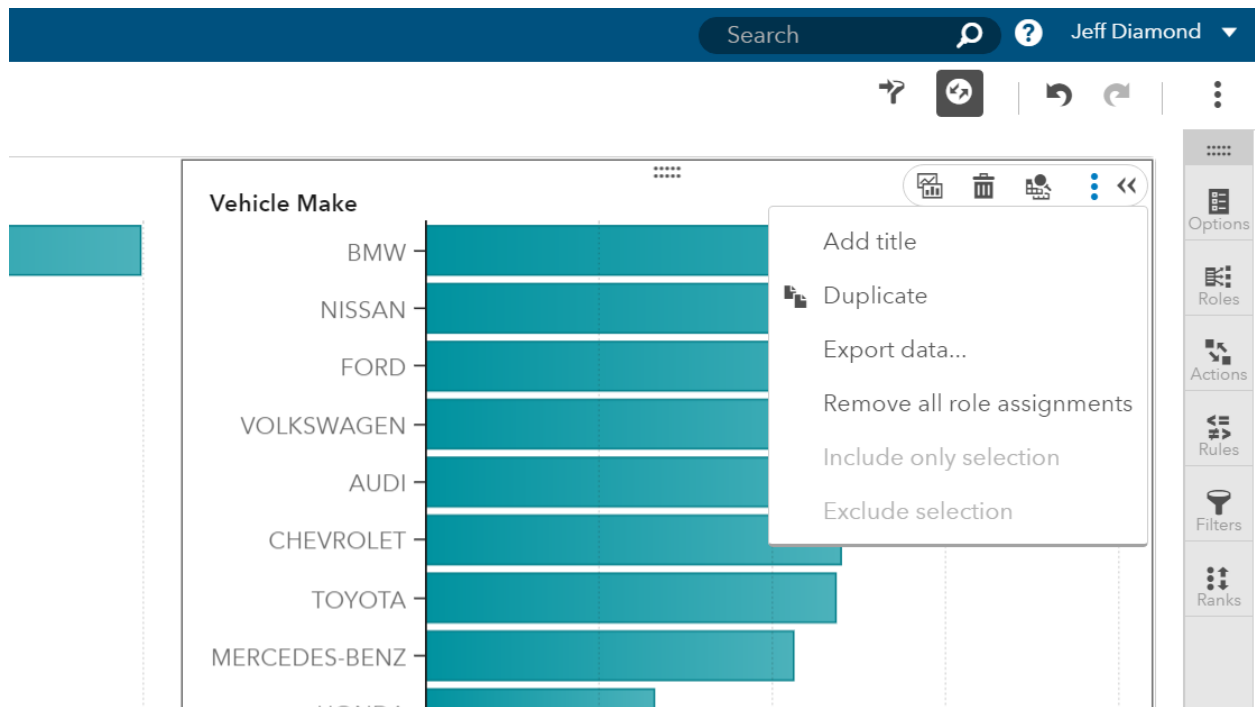 Search
?
Jeff Diamond
Vehicle Make
BMW
NISSAN
FORD
VOLKSWAGEN
AUDI
CHEVROLET
TOYOTA
MERCEDES-BENZ
Add title
Duplicate
Export data...
Remove all role assignments
Include only selection
Exclude selection
Options
Roles
Actions
Rules
Filters
Ranks